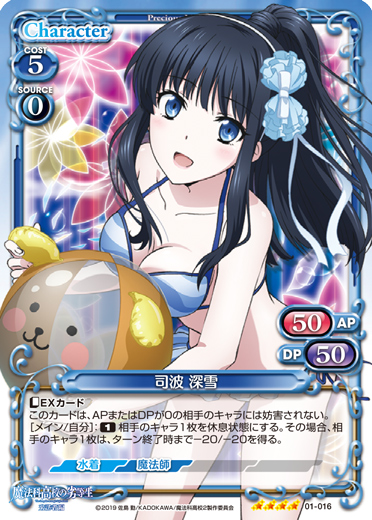 Precious
Character
COST
5
SOURCE
0
50 AP
DP 50
司波 深雪
EXカード
このカードは、APまたはDPが0の相手のキャラには妨害されない。
[メイン/自分]:1 相手のキャラ1枚を休息状態にする。その場合、相
手のキャラ1枚は、ターン終了時まで-20/-20を得る。
水着 魔法師
魔法科高校の劣等生
©2019 佐島 勤/KADOKAWA/魔法科高校2製作委員会
01-016